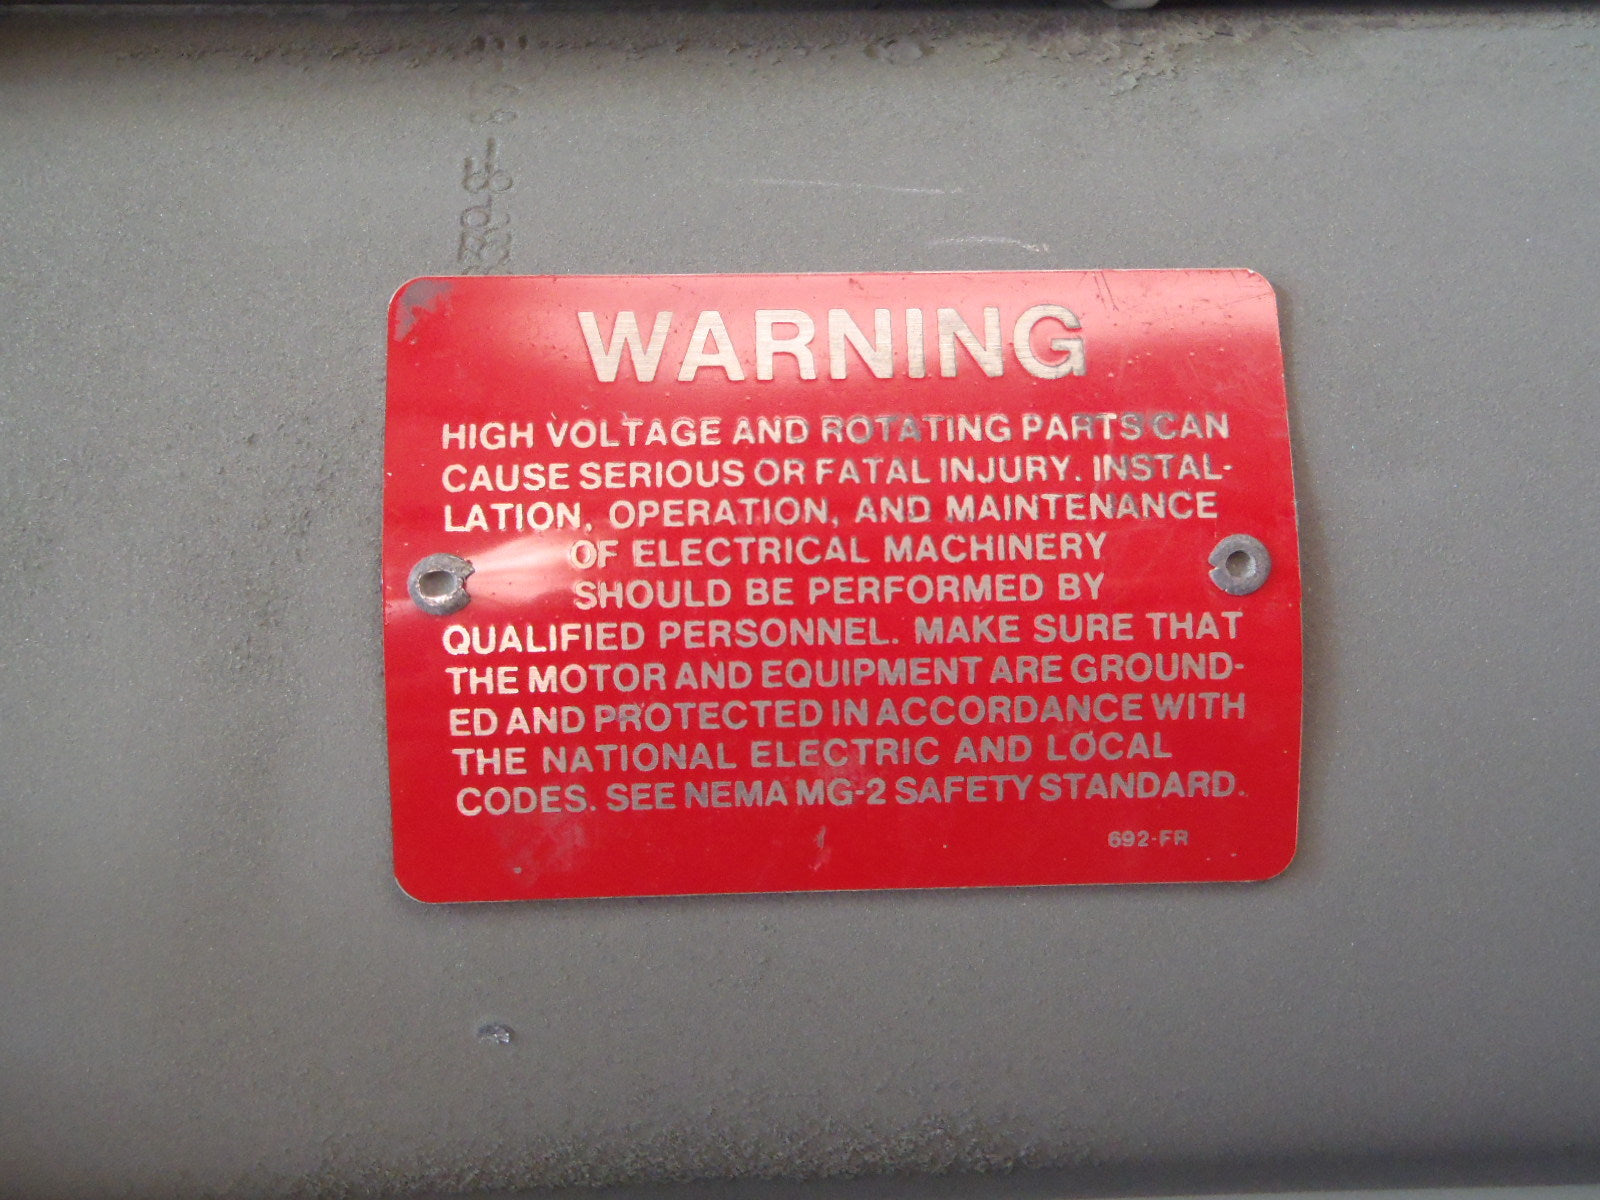 WARNING
HIGH VOLTAGE AND ROTATING PARTS CAN
CAUSE SERIOUS OR FATAL INJURY. INSTAL-
LATION, OPERATION, AND MAINTENANCE
OF ELECTRICAL MACHINERY
SHOULD BE PERFORMED BY
QUALIFIED PERSONNEL. MAKE SURE THAT
THE MOTOR AND EQUIPMENT ARE GROUND-
ED AND PROTECTED IN ACCORDANCE WITH
THE NATIONAL ELECTRIC AND LOCAL
CODES. SEE NEMA MG-2 SAFETY STANDARD.
692-FR